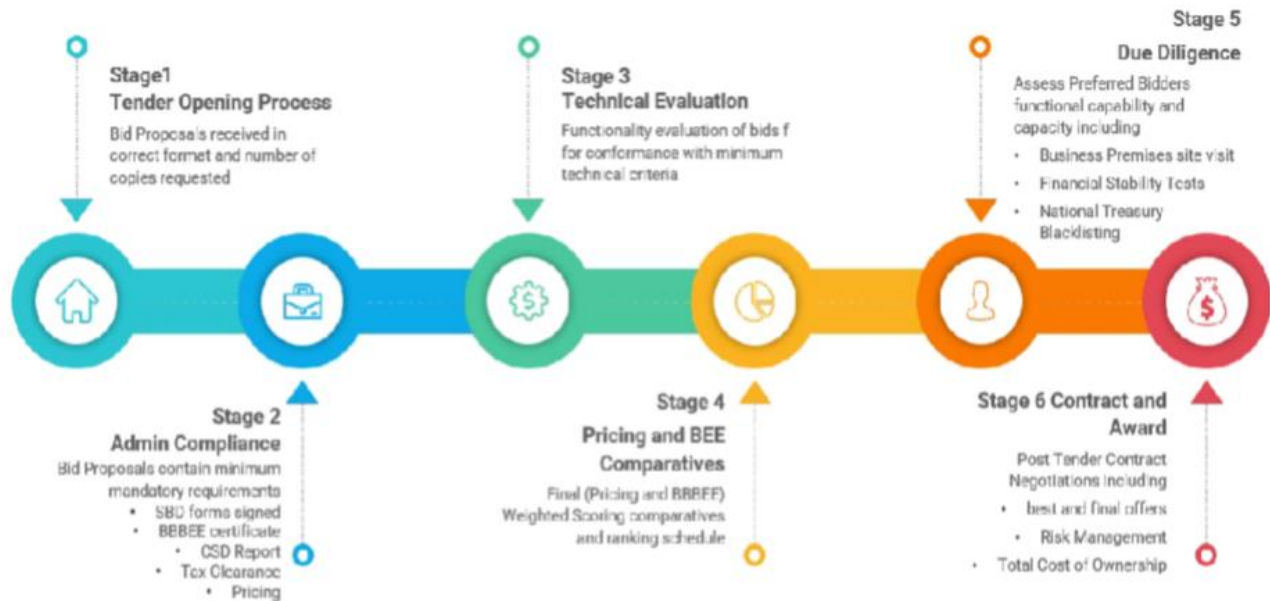 Stage1
Tender Opening Process
Bid Proposals received in
correct format and number of
copies requested
Stage 2
Admin Compliance
Bid Proposals contain minimum
mandatory requirements
• SBD forms signed
• BBBEE certificate
• CSD Report
• Tax Clearance
• Pricing
Stage 3
Technical Evaluation
Functionality evaluation of bids f
for conformance with minimum
technical criteria
Stage 4
Pricing and BEE
Comparatives
Final (Pricing and BBBEE)
Weighted Scoring comparatives
and ranking schedule
Stage 5
Due Diligence
Assess Preferred Bidders
functional capability and
capacity including
• Business Premises site visit
• Financial Stability Tests
• National Treasury
Blacklisting
Stage 6 Contract and
Award
Post Tender Contract
Negotiations Including
• best and final offers
• Risk Management
• Total Cost of Ownership
$
$